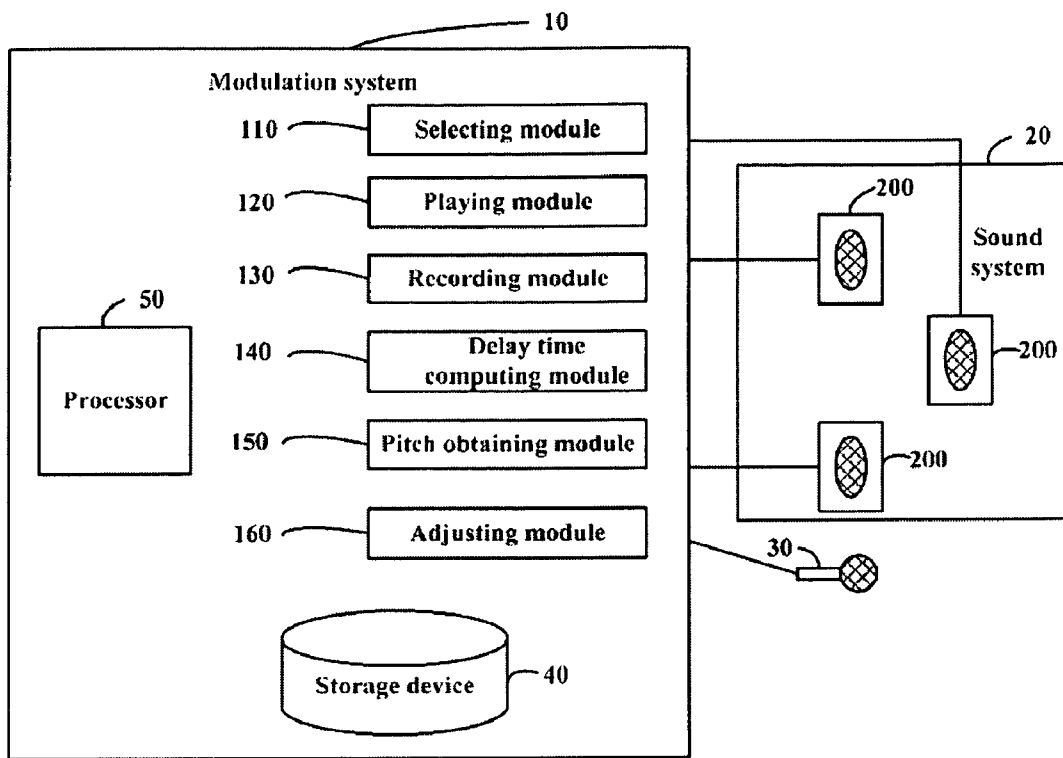 10
Modulation system
110
Selecting module
20
120
Playing module
200
Sound
system
130
Recording module
50
140
Delay time
computing module
200
Processor
150
Pitch obtaining module
200
160
Adjusting module
30
Storage device
40